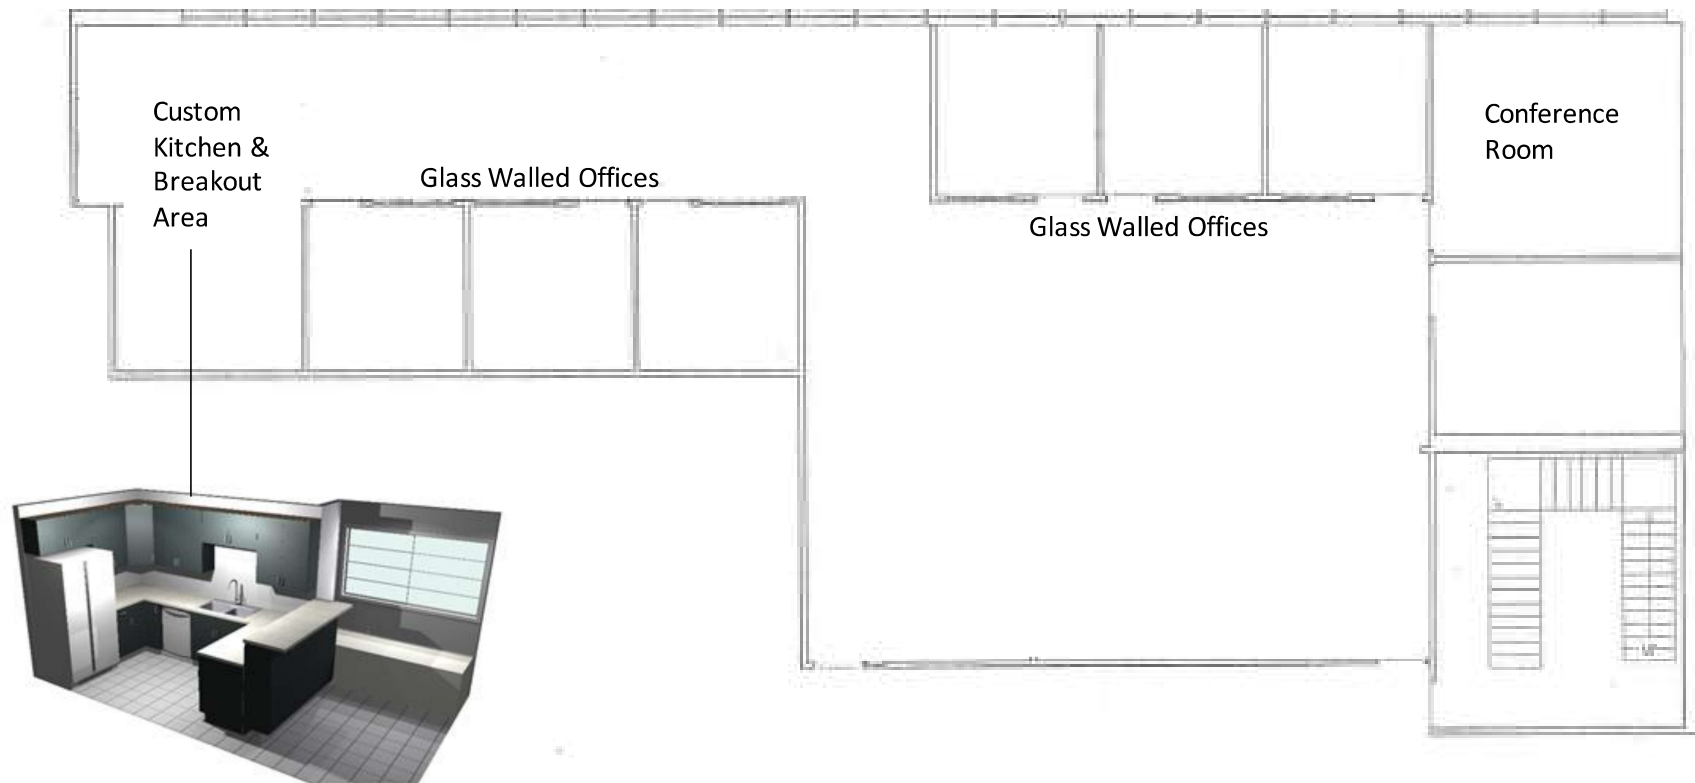 Custom
Kitchen &
Breakout
Area
Glass Walled Offices
Glass Walled Offices
Conference
Room